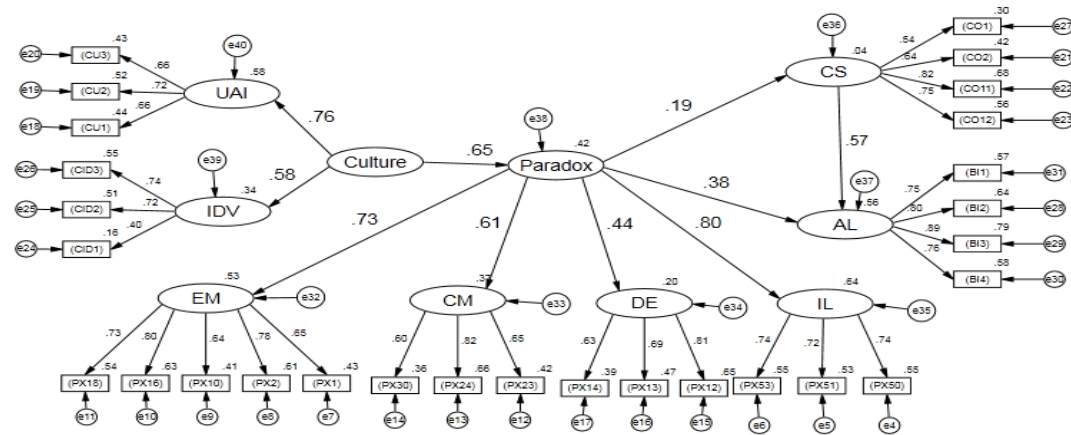 e36
.30
(CO1)
e27
.54
e40
.43
e20
(CU3)
.04
.64
.42
(CO2)
e21
.66
.58
CS
.82
.68
(CO11)
e22
.52
e19
(CU2)
.72
UAI
.75
.56
(CO12)
e23
.66
.44
e18
(CU1)
.76
.19
e38
.57
.42
e39
Culture
.65
Paradox
.55
e26
(CID3)
.57
(BI1)
e31
.74
.58
.34
.38
e37
.75
.51
e25
(CID2)
.72
IDV
.56
.80
.64
(BI2)
e28
.40
AL
.89
.79
(BI3)
e29
.16
e24
(CID1)
.73
.61
.44
.80
.76
.58
(BI4)
e30
.53
EM
e32
.37
CM
e33
.20
DE
e34
.64
IL
e35
.73
.80
.64
.78
.65
.60
.82
.65
.63
.69
.81
.74
.72
.74
.54
.63
.41
.61
.43
.36
.66
.42
.39
.47
.65
.55
.53
.55
(PX18)
(PX16)
(PX10)
(PX2)
(PX1)
(PX30)
(PX24)
(PX23)
(PX14)
(PX13)
(PX12)
(PX53)
(PX51)
(PX50)
e11
e10
e9
e8
e7
e14
e13
e12
e17
e16
e15
e6
e5
e4